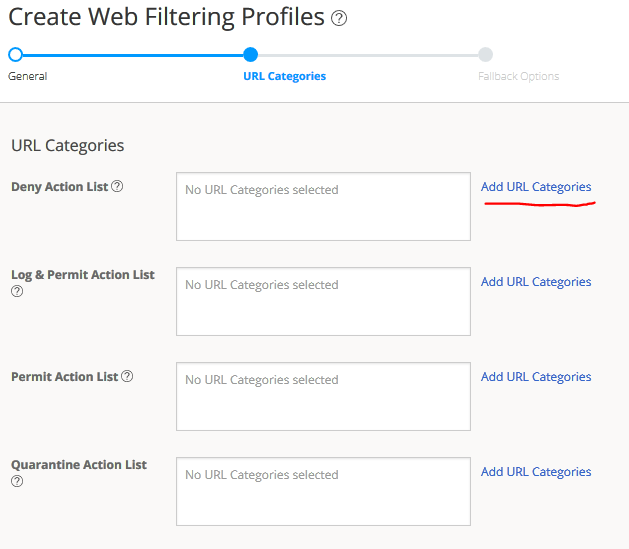 Create Web Filtering Profiles ?
General
URL Categories
Fallback Options
URL Categories
Deny Action List ?
No URL Categories selected
Add URL Categories
Log & Permit Action List
?
No URL Categories selected
Add URL Categories
Permit Action List ?
No URL Categories selected
Add URL Categories
Quarantine Action List
?
No URL Categories selected
Add URL Categories